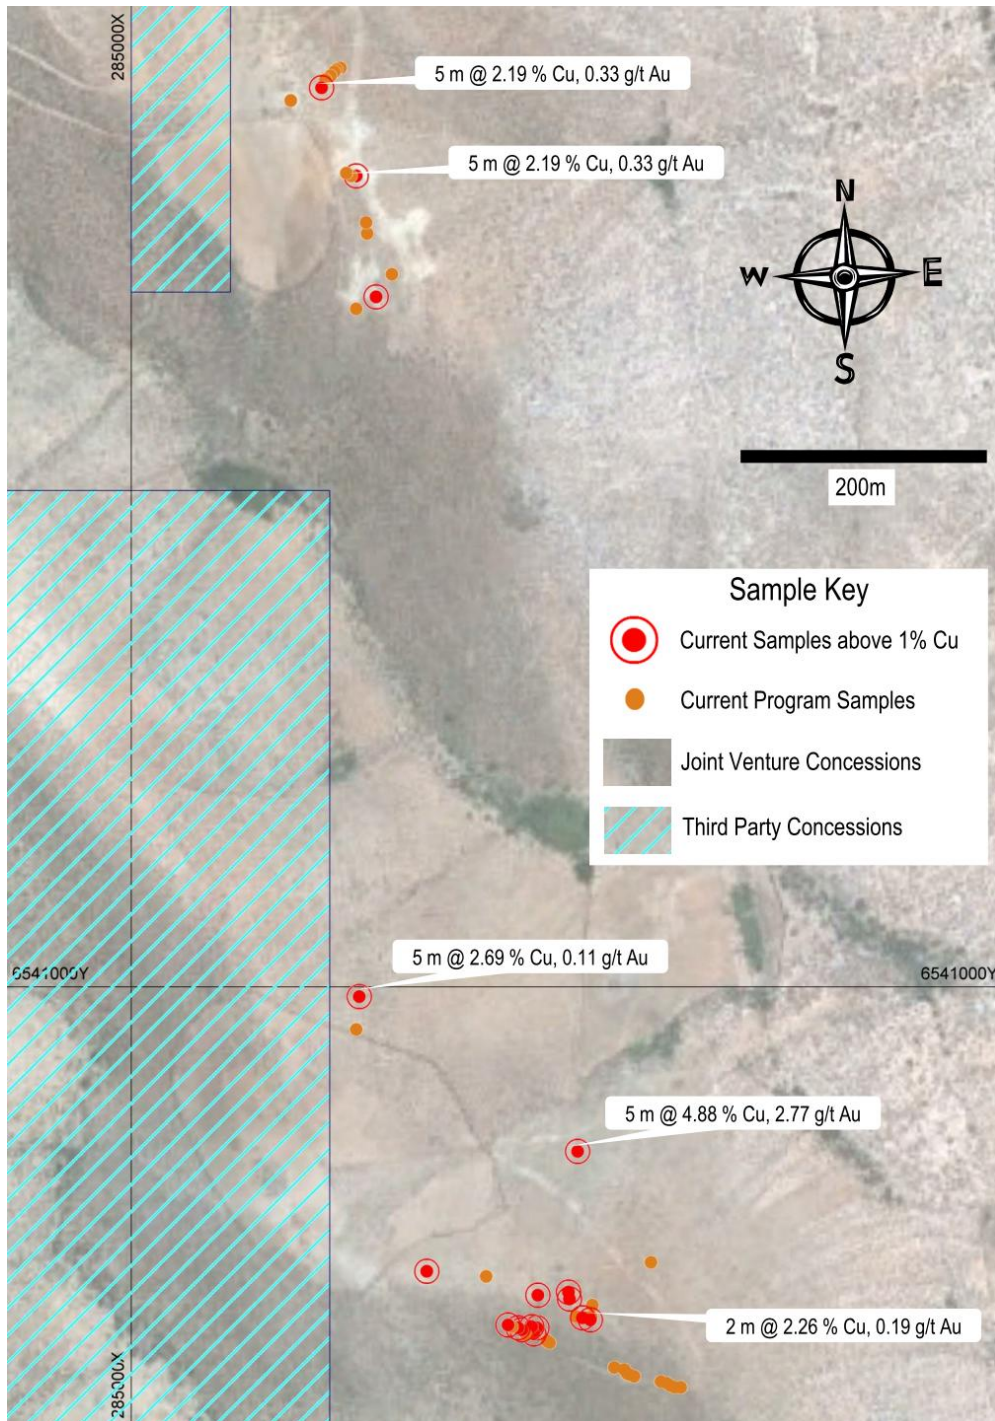 285000X
5 m @ 2.19 % Cu, 0.33 g/t Au
5 m @ 2.19 % Cu, 0.33 g/t Au
N
W
E
S
200m
Sample Key
Current Samples above 1% Cu
Current Program Samples
Joint Venture Concessions
Third Party Concessions
5 m @ 2.69 % Cu, 0.11 g/t Au
6541000Y
6541000Y
5 m @ 4.88 % Cu, 2.77 g/t Au
2 m @ 2.26 % Cu, 0.19 g/t Au
285000X